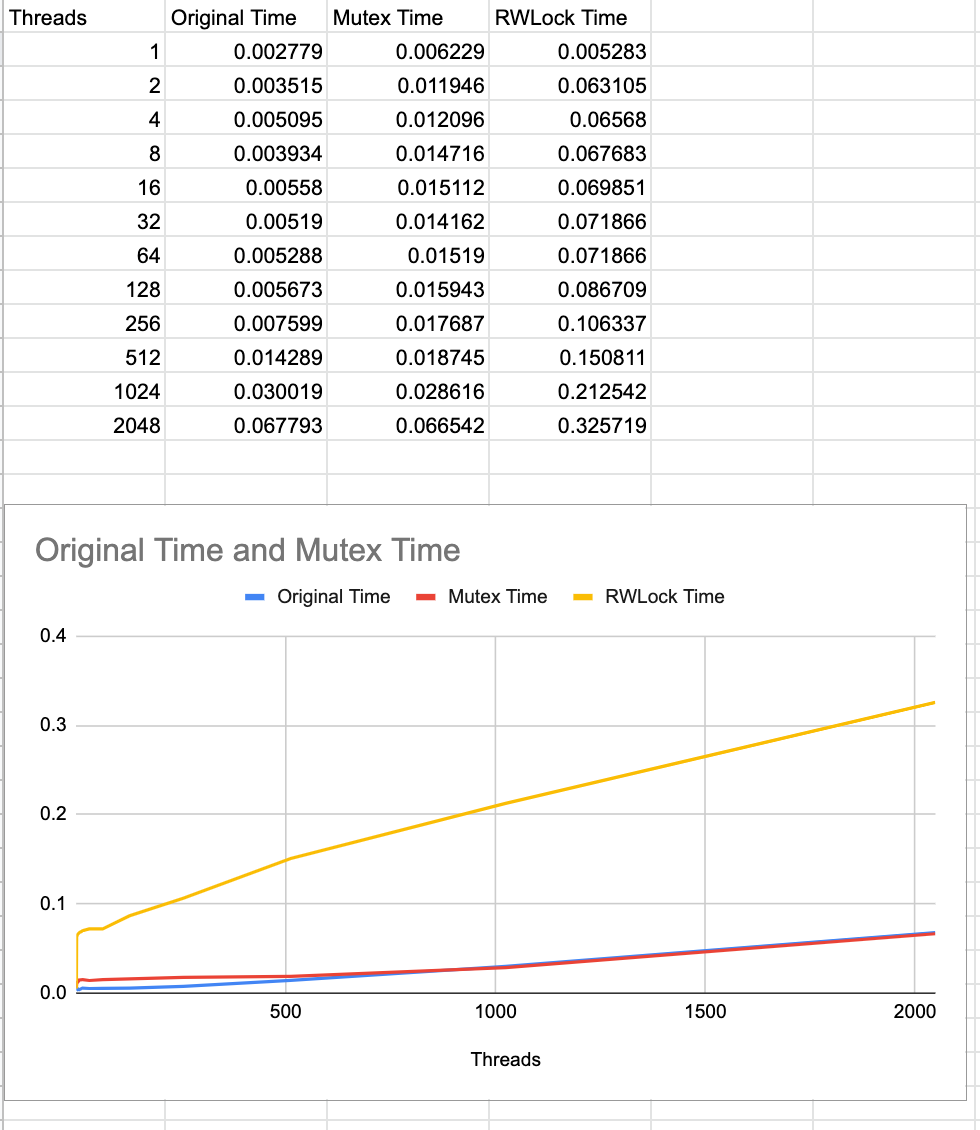 Threads Original Time Mutex Time RWLock Time
1 0.002779 0.006229 0.005283
2 0.003515 0.011946 0.063105
4 0.005095 0.012096 0.06568
8 0.003934 0.014716 0.067683
16 0.00558 0.015112 0.069851
32 0.00519 0.014162 0.071866
64 0.005288 0.01519 0.071866
128 0.005673 0.015943 0.086709
256 0.007599 0.017687 0.106337
512 0.014289 0.018745 0.150811
1024 0.030019 0.028616 0.212542
2048 0.067793 0.066542 0.325719
Original Time and Mutex Time
Original Time Mutex Time RWLock Time
0.4
0.3
0.2
0.1
0.0
500 1000 1500 2000
Threads